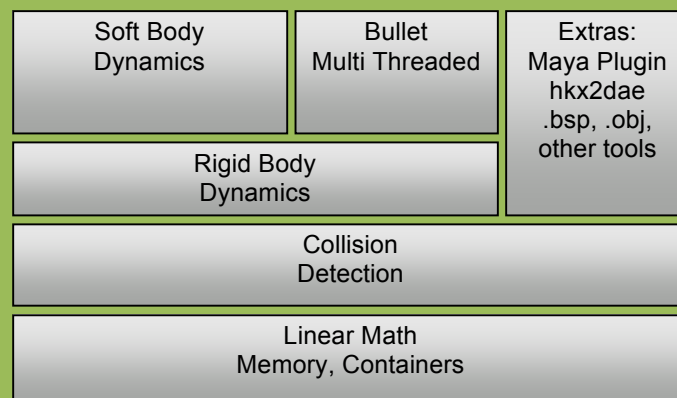 Soft Body
Dynamics
Bullet
Multi Threaded
Extras:
Maya Plugin
hkx2dae
.bsp, .obj,
other tools
Rigid Body
Dynamics
Collision
Detection
Linear Math
Memory, Containers